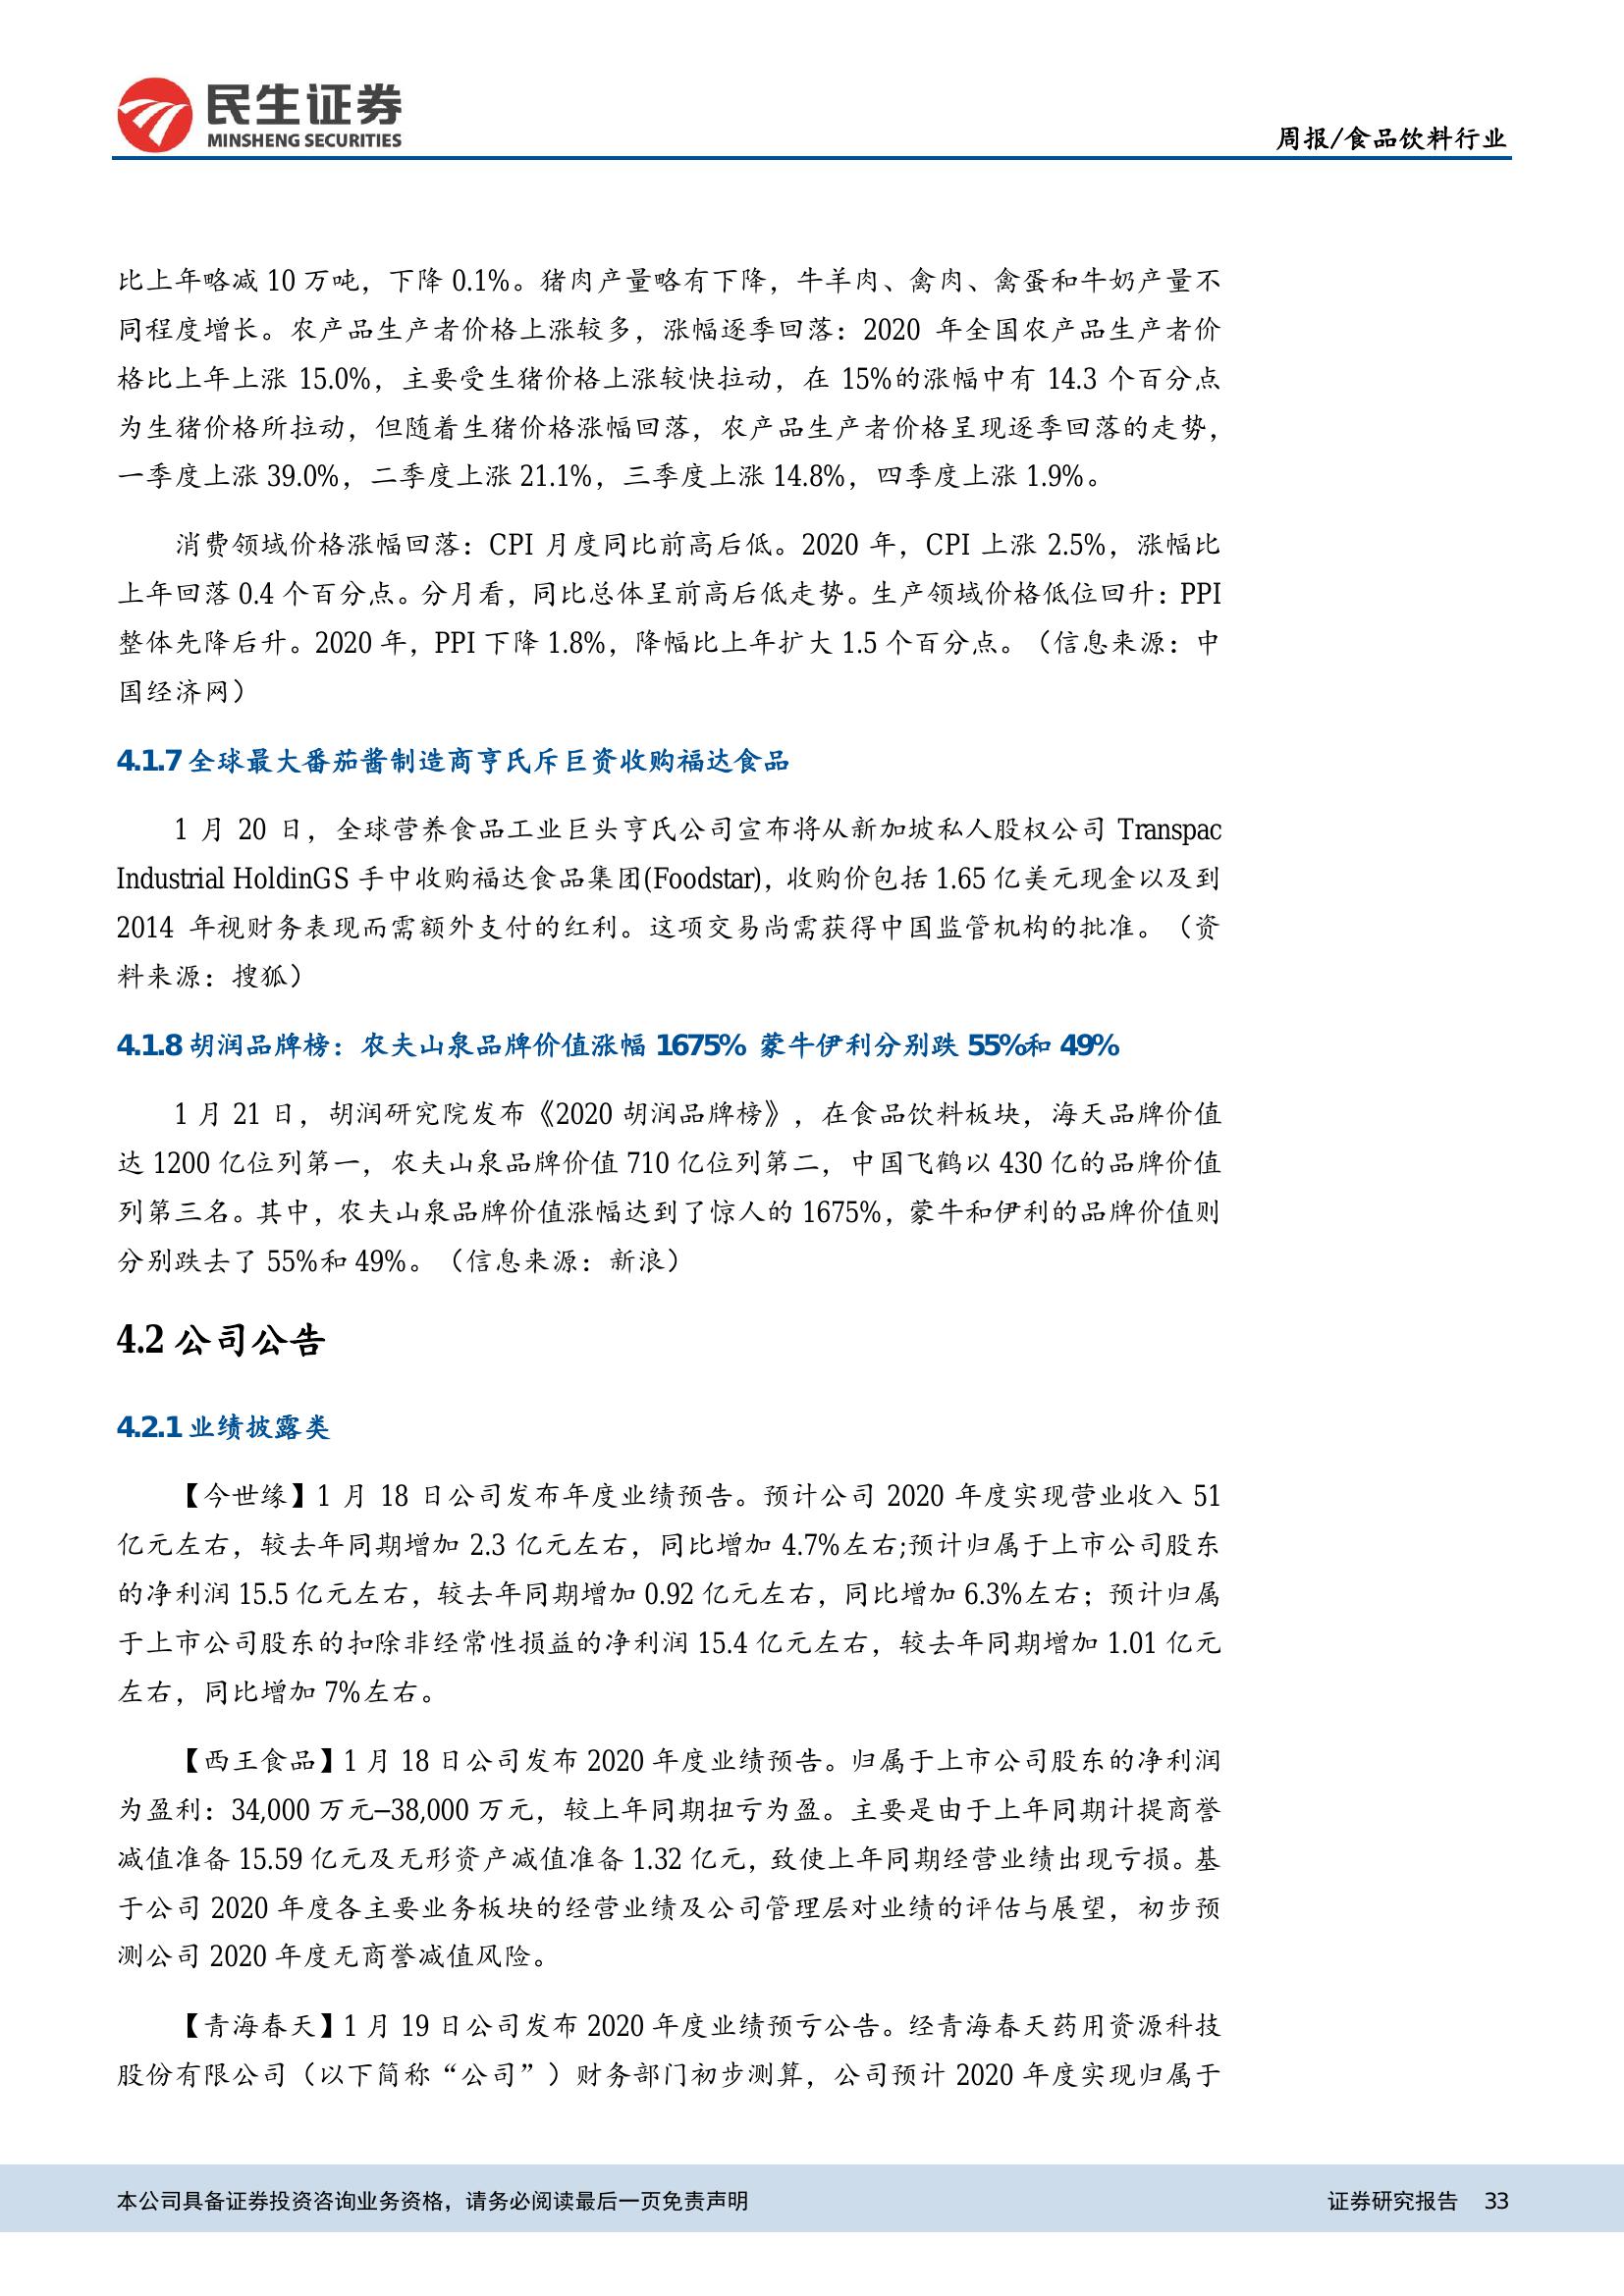 民生证券
MINSHENG SECURITIES
周报/食品饮料行业
比上年略减 10 万吨，下降 0.1%。猪肉产量略有下降，牛羊肉、禽肉、禽蛋和牛奶产量不
同程度增长。农产品生产者价格上涨较多，涨幅逐季回落：2020 年全国农产品生产者价
格比上年上涨 15.0%，主要受生猪价格上涨较快拉动，在 15%的涨幅中有 14.3 个百分点
为生猪价格所拉动，但随着生猪价格涨幅回落，农产品生产者价格呈现逐季回落的走势，
一季度上涨 39.0%，二季度上涨 21.1%，三季度上涨 14.8%，四季度上涨 1.9%。
消费领域价格涨幅回落：CPI 月度同比前高后低。2020 年，CPI 上涨 2.5%，涨幅比
上年回落 0.4 个百分点。分月看，同比总体呈前高后低走势。生产领域价格低位回升：PPI
整体先降后升。2020 年，PPI 下降 1.8%，降幅比上年扩大 1.5 个百分点。（信息来源：中
国经济网）
4.1.7 全球最大番茄酱制造商亨氏斥巨资收购福达食品
1 月 20 日，全球营养食品工业巨头亨氏公司宣布将从新加坡私人股权公司 Transpac
Industrial HoldinGS 手中收购福达食品集团(Foodstar)，收购价包括 1.65 亿美元现金以及到
2014 年视财务表现而需额外支付的红利。这项交易尚需获得中国监管机构的批准。（资
料来源：搜狐）
4.1.8 胡润品牌榜：农夫山泉品牌价值涨幅 1675% 蒙牛伊利分别跌 55%和 49%
1 月 21 日，胡润研究院发布《2020 胡润品牌榜》，在食品饮料板块，海天品牌价值
达 1200 亿位列第一，农夫山泉品牌价值 710 亿位列第二，中国飞鹤以 430 亿的品牌价值
列第三名。其中，农夫山泉品牌价值涨幅达到了惊人的 1675%，蒙牛和伊利的品牌价值则
分别跌去了 55%和 49%。（信息来源：新浪）
4.2 公司公告
4.2.1 业绩披露类
【今世缘】1 月 18 日公司发布年度业绩预告。预计公司 2020 年度实现营业收入 51
亿元左右，较去年同期增加 2.3 亿元左右，同比增加 4.7%左右;预计归属于上市公司股东
的净利润 15.5 亿元左右，较去年同期增加 0.92 亿元左右，同比增加 6.3%左右；预计归属
于上市公司股东的扣除非经常性损益的净利润 15.4 亿元左右，较去年同期增加 1.01 亿元
左右，同比增加 7%左右。
【西王食品】1 月 18 日公司发布 2020 年度业绩预告。归属于上市公司股东的净利润
为盈利：34,000 万元–38,000 万元，较上年同期扭亏为盈。主要是由于上年同期计提商誉
减值准备 15.59 亿元及无形资产减值准备 1.32 亿元，致使上年同期经营业绩出现亏损。基
于公司 2020 年度各主要业务板块的经营业绩及公司管理层对业绩的评估与展望，初步预
测公司 2020 年度无商誉减值风险。
【青海春天】1 月 19 日公司发布 2020 年度业绩预亏公告。经青海春天药用资源科技
股份有限公司（以下简称“公司”）财务部门初步测算，公司预计 2020 年度实现归属于
本公司具备证券投资咨询业务资格，请务必阅读最后一页免责声明
证券研究报告 33